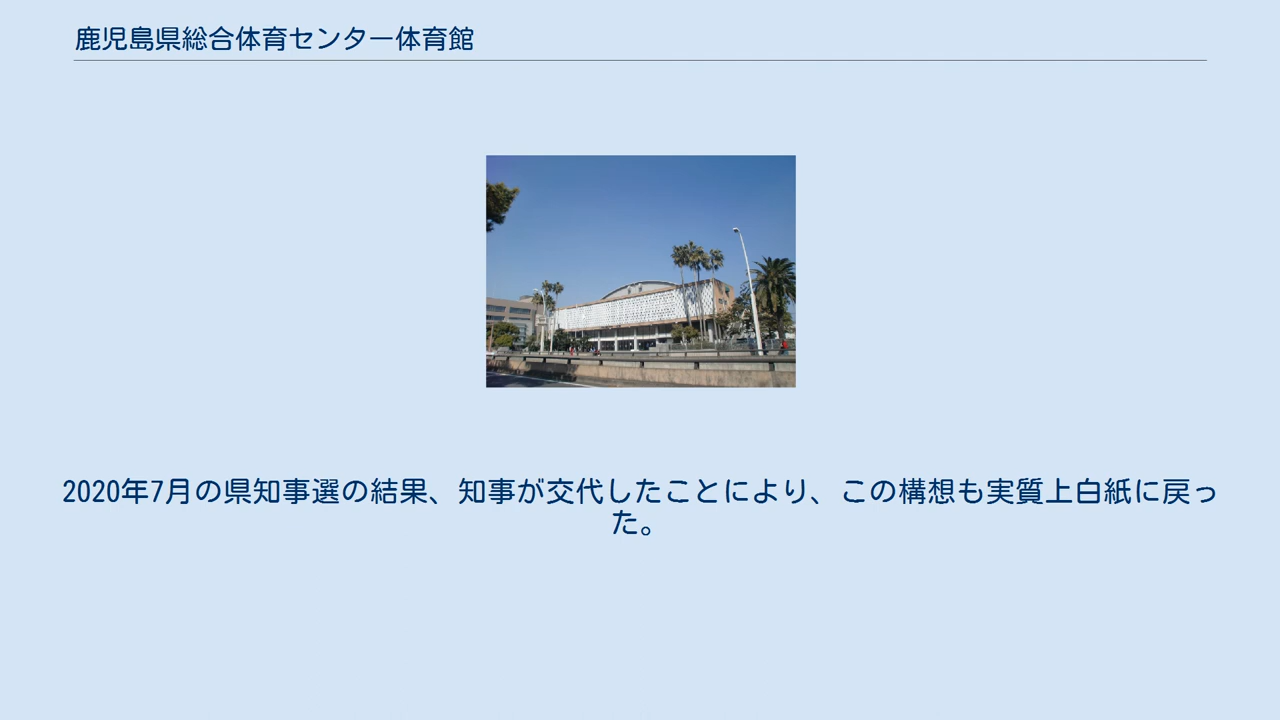 鹿児島県総合体育センター体育館
2020年7月の県知事選の結果、知事が交代したことにより、この構想も実質上白紙に戻っ
た。